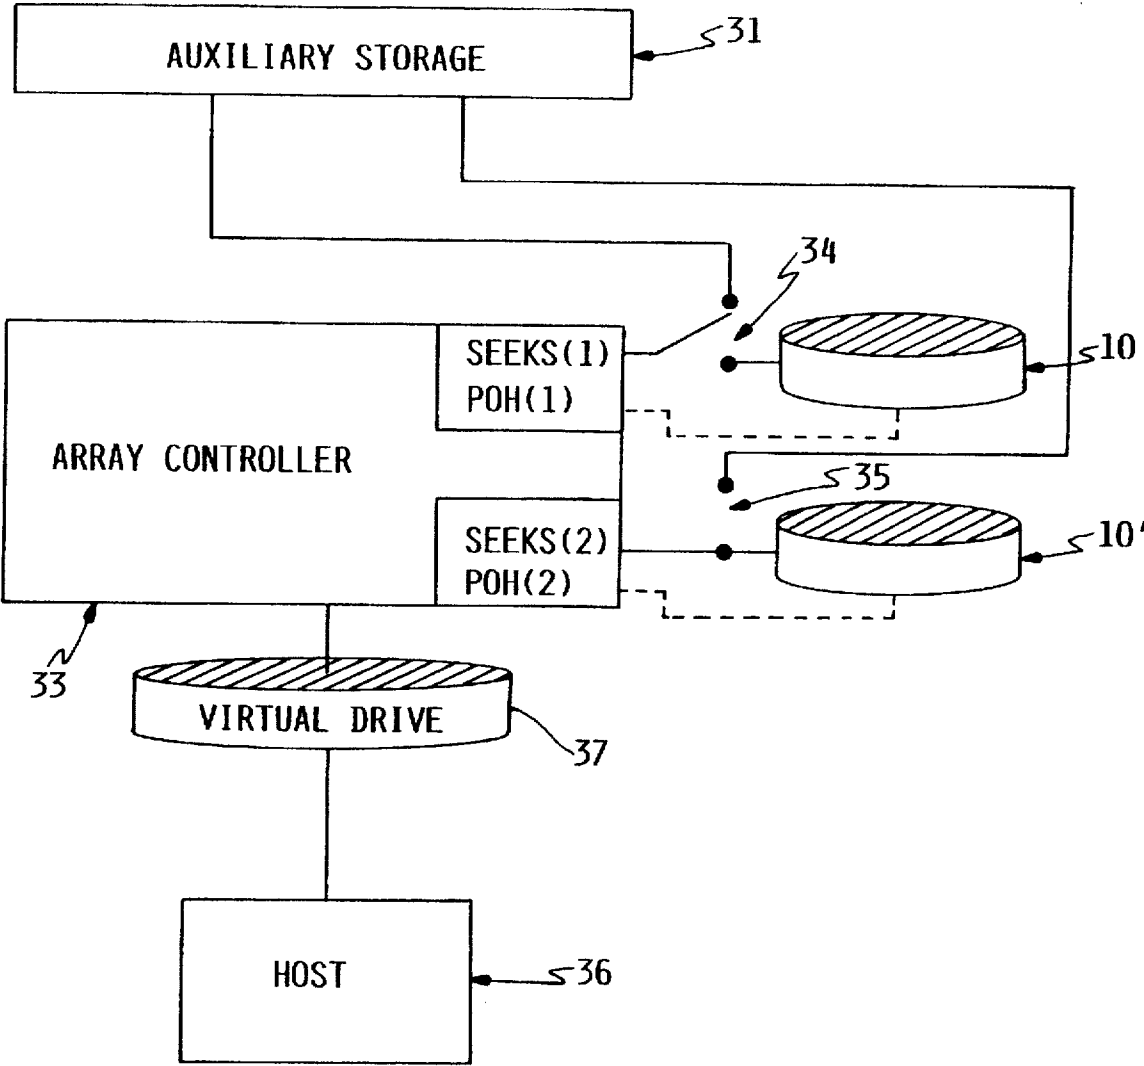 AUXILIARY STORAGE
31
34
SEEKS(1)
POH(1)
10
ARRAY CONTROLLER
35
SEEKS(2)
POH(2)
10'
33
VIRTUAL DRIVE
37
HOST
36